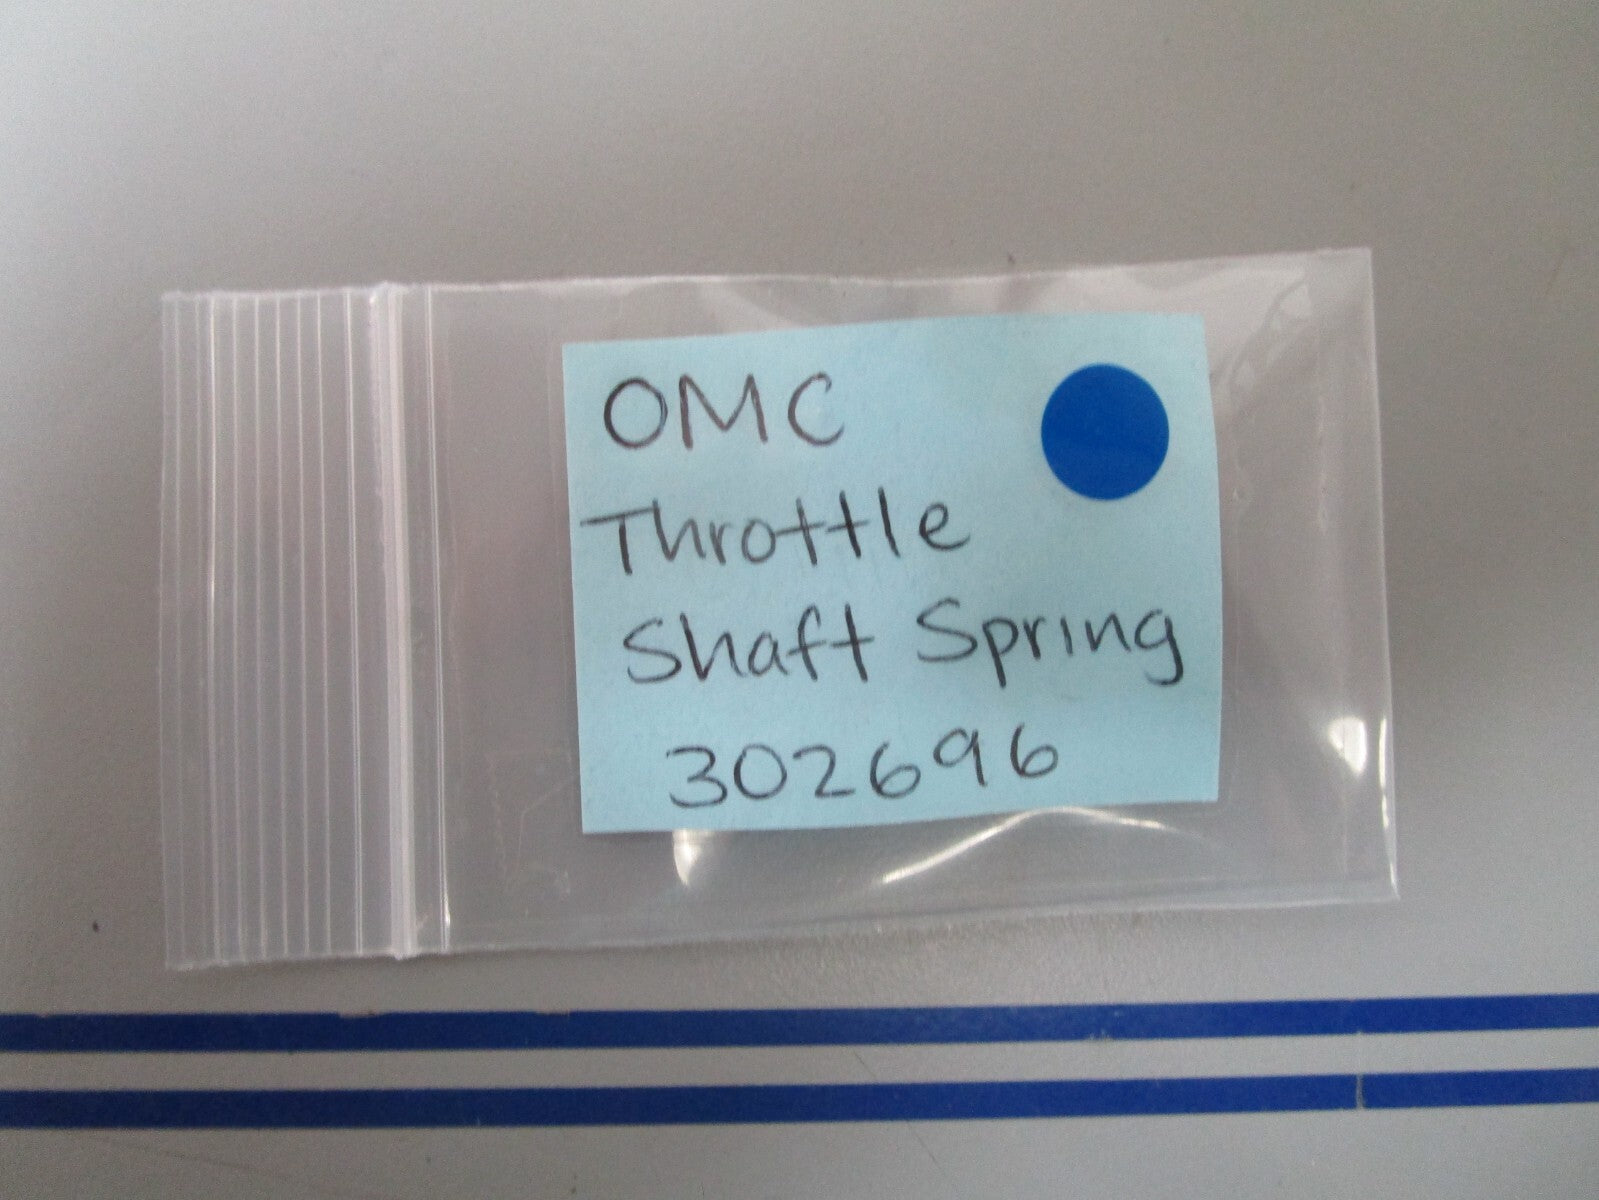 OMC
Throttle
Shaft Spring
302696